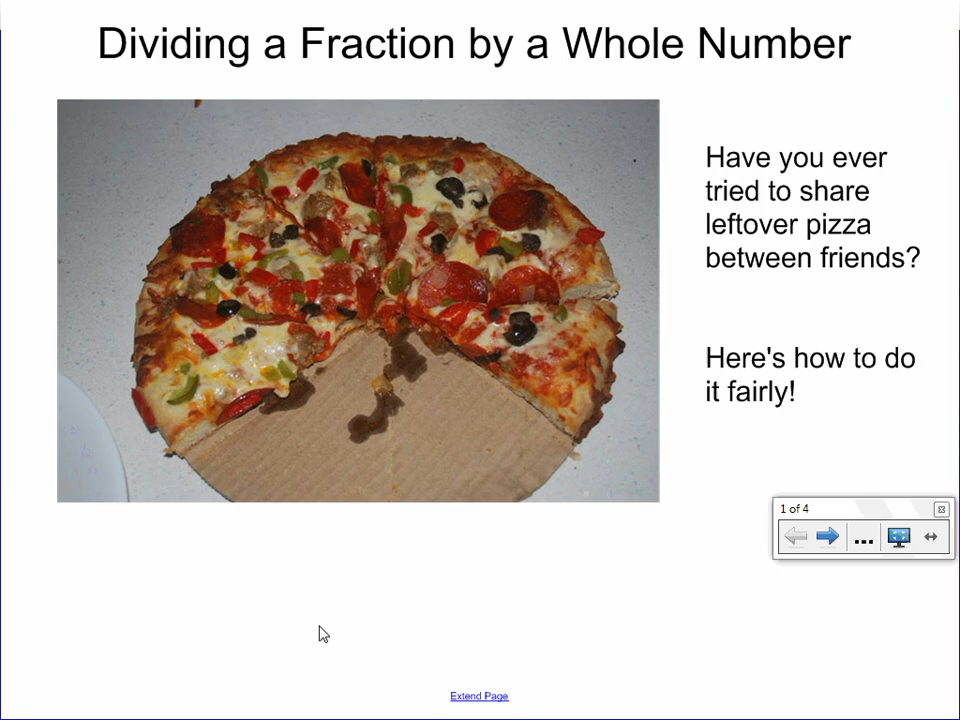 Dividing a Fraction by a Whole Number
Have you ever
tried to share
leftover pizza
between friends?
Here's how to do
it fairly!
1 of 4
Extend Page